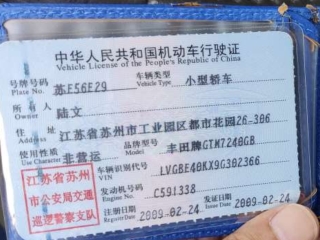 中华人民共和国机动车行驶证
Vehicle License of the People's Republic of China
号牌号码 苏E56E29 车辆类型 小型轿车
Plate No. Vehicle Type
所有人 陆文
Owner
住址 江苏省苏州市工业园区都市花园26-306
使用性质 非营运 品牌型号 丰田牌GTM7240GB
Use Character Model
江苏省苏州市公安局交通巡逻警察支队
车辆识别代号 LVGBE40KX9G302366
VIN
发动机号码 C591338
Engine No.
注册日期 2009-02-24 发证日期 2009-02-24
Register Date Issue Date